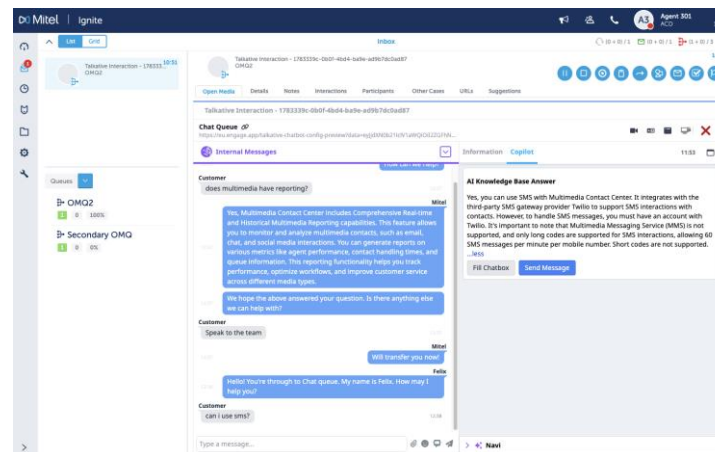 Mitel | Ignite
Agent 301
ACO
List Grid
Inbox
Talkative Interaction - 178333... 10:51
OMQ2
Talkative Interaction - 1783339c-0b0f-4bd4-ba9e-ad9b7dc0ad87
OMQ2
Open Media Details Notes Interactions Participants Other Cases URLs Suggestions
Talkative Interaction - 1783339c-0b0f-4bd4-ba9e-ad9b7dc0ad87
Chat Queue
Internal Messages
Information Copilot 11:53
how can we help?
Customer
does multimedia have reporting?
Mitel
Yes, Multimedia Contact Center includes Comprehensive Real-time
and Historical Multimedia Reporting capabilities. This feature allows
you to monitor and analyze multimedia contacts, such as email,
chat, and social media interactions. You can generate reports on
various metrics like agent performance, contact handling times, and
queue information. This reporting functionality helps you track
performance, optimize workflows, and improve customer service
across different media types.
We hope the above answered your question. Is there anything else
we can help with?
Customer
Speak to the team
Mitel
Will transfer you now!
Felix
Hello! You're through to Chat queue. My name is Felix. How may I
help you?
Customer
can i use sms?
Type a message...
Queues
OMQ2
1 0 100%
Secondary OMQ
1 0 0%
AI Knowledge Base Answer
Yes, you can use SMS with Multimedia Contact Center. It integrates with the
third-party SMS gateway provider Twilio to support SMS interactions with
contacts. However, to handle SMS messages, you must have an account with
Twilio. It's important to note that Multimedia Messaging Service (MMS) is not
supported, and only long codes are supported for SMS interactions, allowing 60
SMS messages per minute per mobile number. Short codes are not supported.
...less
Fill Chatbox Send Message
Navi